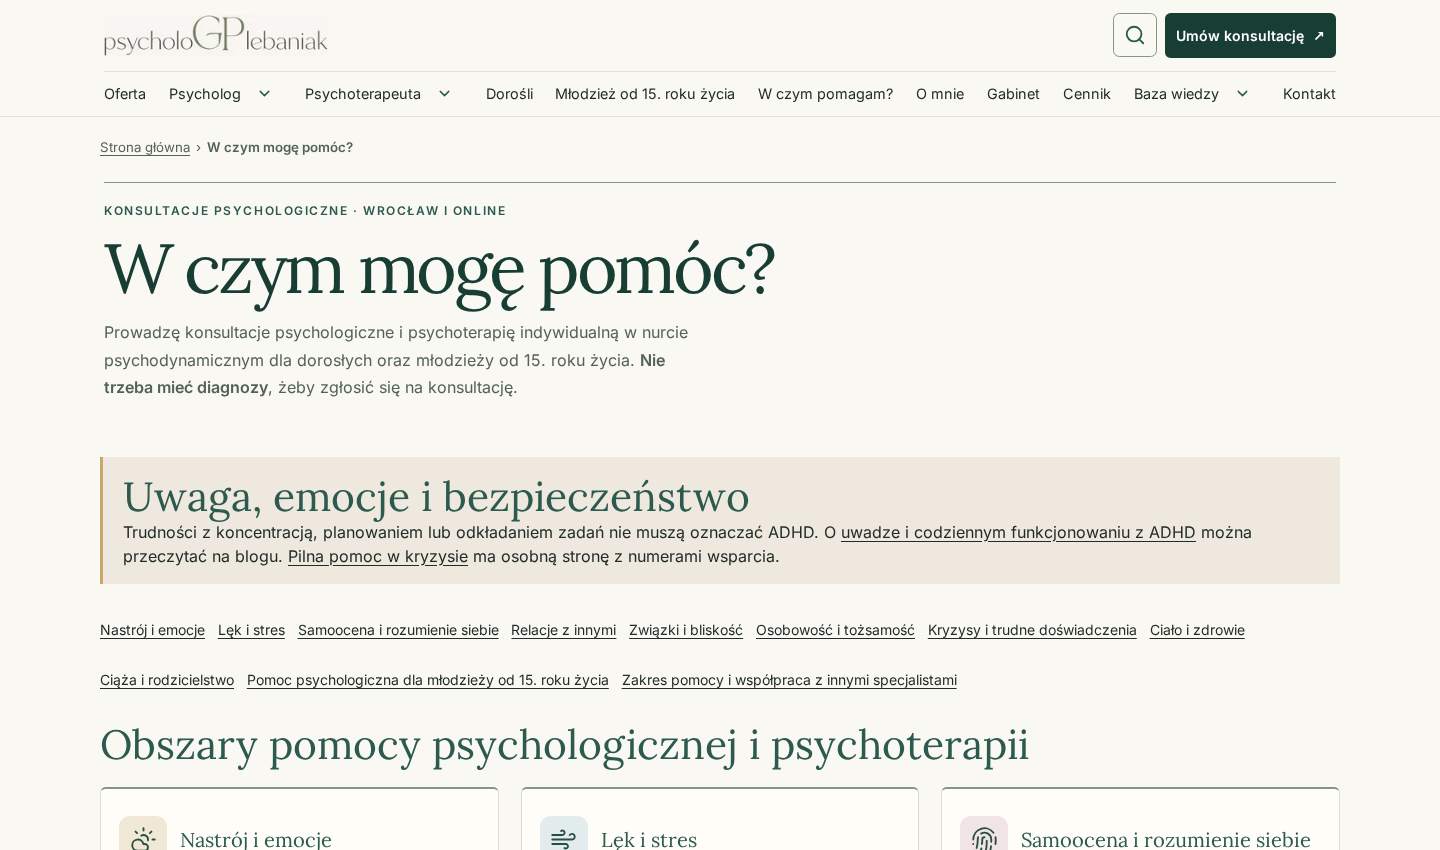 psychologGPlebaniak
Umów konsultację ↗
Oferta Psycholog Psychoterapeuta Dorośli Młodzież od 15. roku życia W czym pomagam? O mnie Gabinet Cennik Baza wiedzy Kontakt
Strona główna › W czym mogę pomóc?
KONSULTACJE PSYCHOLOGICZNE · WROCŁAW I ONLINE
W czym mogę pomóc?
Prowadzę konsultacje psychologiczne i psychoterapię indywidualną w nurcie
psychodynamicznym dla dorosłych oraz młodzieży od 15. roku życia. Nie
trzeba mieć diagnozy, żeby zgłosić się na konsultację.
Uwaga, emocje i bezpieczeństwo
Trudności z koncentracją, planowaniem lub odkładaniem zadań nie muszą oznaczać ADHD. O uwadze i codziennym funkcjonowaniu z ADHD można
przeczytać na blogu. Pilna pomoc w kryzysie ma osobną stronę z numerami wsparcia.
Nastrój i emocje Lęk i stres Samoocena i rozumienie siebie Relacje z innymi Związki i bliskość Osobowość i tożsamość Kryzysy i trudne doświadczenia Ciało i zdrowie
Ciąża i rodzicielstwo Pomoc psychologiczna dla młodzieży od 15. roku życia Zakres pomocy i współpraca z innymi specjalistami
Obszary pomocy psychologicznej i psychoterapii
Nastrój i emocje Lęk i stres Samoocena i rozumienie siebie